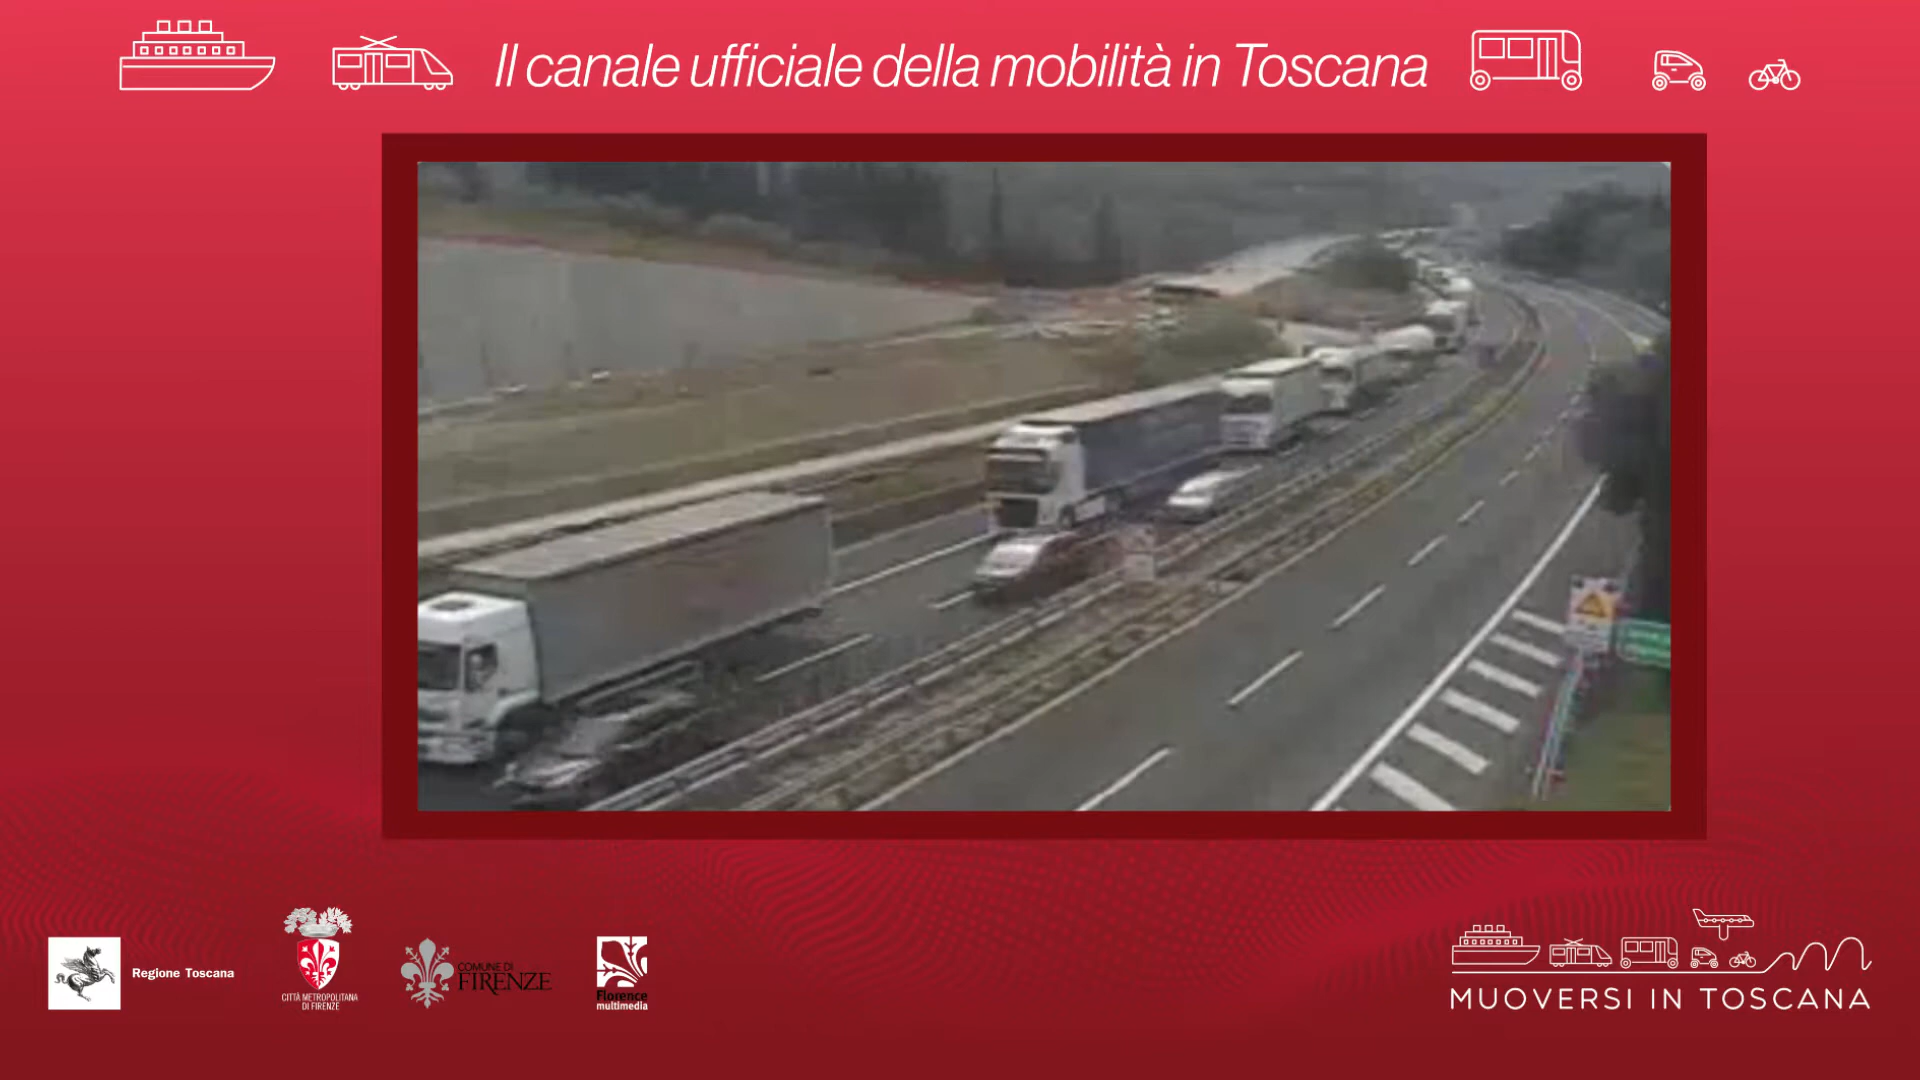 Il canale ufficiale della mobilità in Toscana
Regione Toscana
CITTÀ METROPOLITANA
DI FIRENZE
COMUNE DI
FIRENZE
Florence
multimedia
MUOVERSI IN TOSCANA